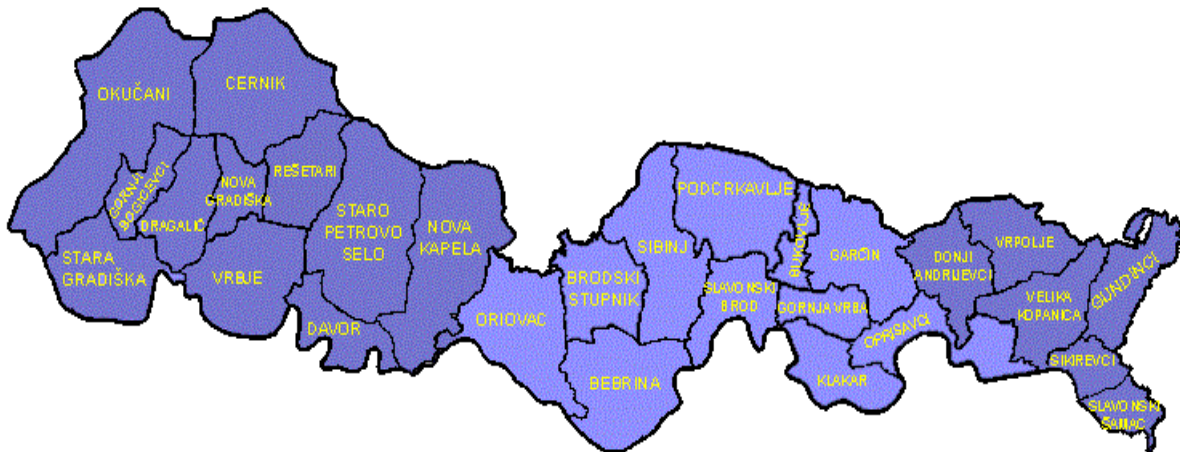 OKUČANI
CERNIK
GORNJI
BOGIĆEVCI
DRAGALIĆ
NOVA
GRADIŠKA
REŠETARI
STARA
GRADIŠKA
VRBJE
STARO
PETROVO
SELO
NOVA
KAPELA
DAVOR
ORIOVAC
BRODSKI
STUPNIK
BEBRINA
SIBINJ
PODCRKAVLJE
SLAVONSKI
BROD
BUKOVLJE
GARČIN
GORNJA VRBA
KLAKAR
OPRISAVCI
DONJI
ANDRIJEVCI
VRPOLJE
VELIKA
KOPANICA
GUNDINCI
SIKIREVCI
SLAVONSKI
ŠAMAC